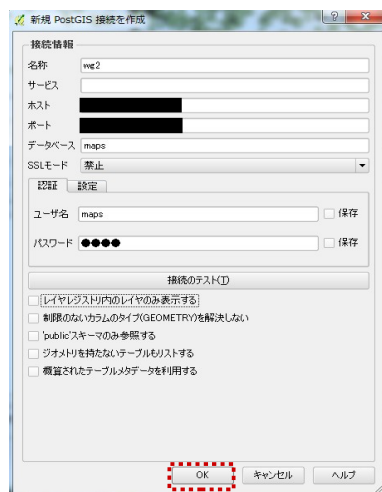 新規 PostGIS 接続を作成
接続情報
名称 wg2
サービス
ホスト
ポート
データベース maps
SSLモード 禁止
認証 設定
ユーザ名 maps 保存
パスワード ●●●● 保存
接続のテスト(T)
レイヤレジストリ内のレイヤのみ表示する
制限のないカラムのタイプ(GEOMETRY)を解決しない
'public'スキーマのみ参照する
ジオメトリを持たないテーブルもリストする
概算されたテーブルメタデータを利用する
OK キャンセル ヘルプ